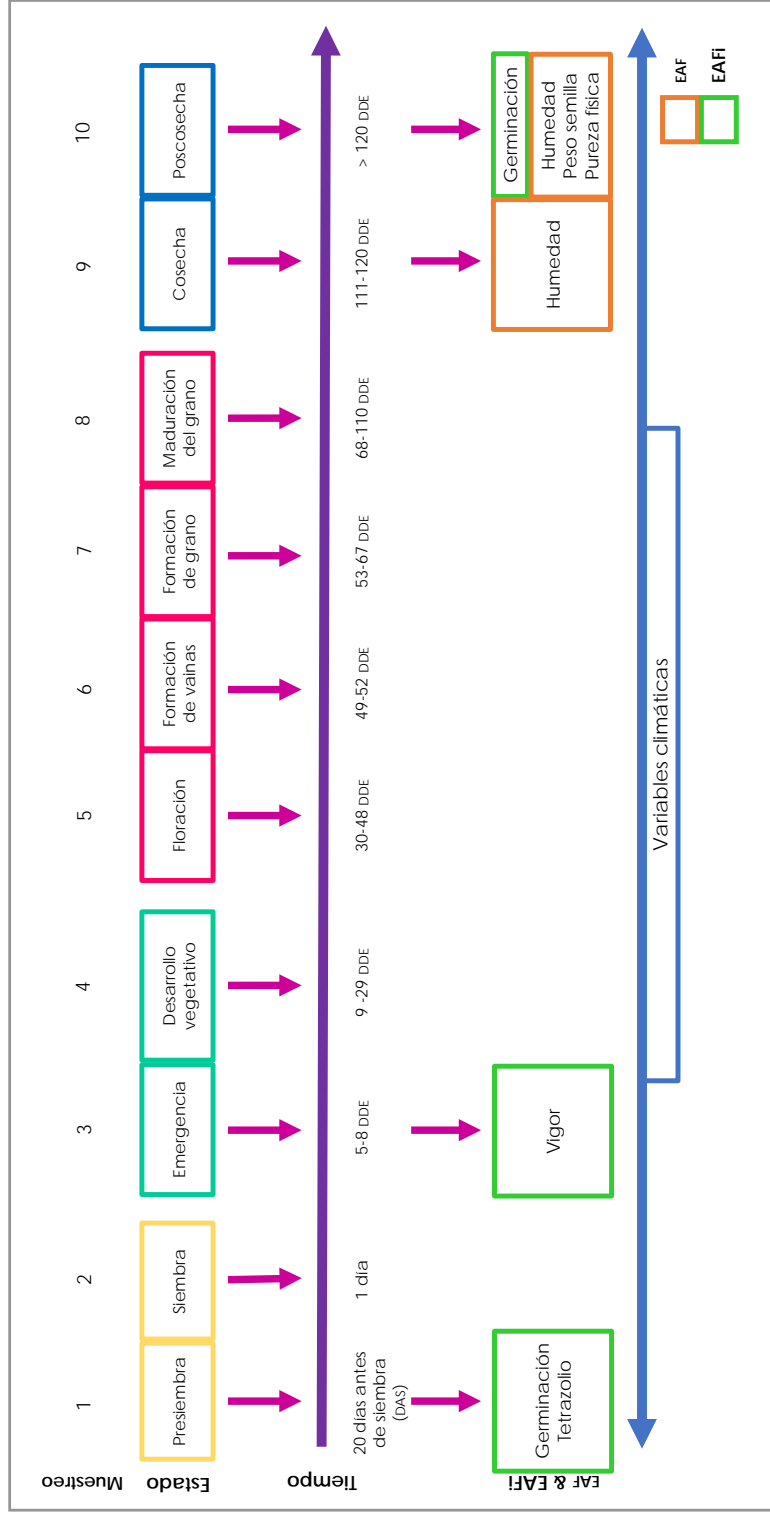 Muestreo
1
2
3
4
5
6
7
8
9
10
Estado
Presiembra
Siembra
Emergencia
Desarrollo
vegetativo
Floración
Formación
de vainas
Formación
de grano
Maduración
del grano
Cosecha
Poscosecha
Tiempo
20 días antes
de siembra
(DAS)
1 día
5-8 DDE
9 -29 DDE
30-48 DDE
49-52 DDE
53-67 DDE
68-110 DDE
111-120 DDE
> 120 DDE
EAF & EAFi
Germinación
Tetrazolio
Vigor
Humedad
Germinación
Humedad
Peso semilla
Pureza física
Variables climáticas
EAF
EAFi